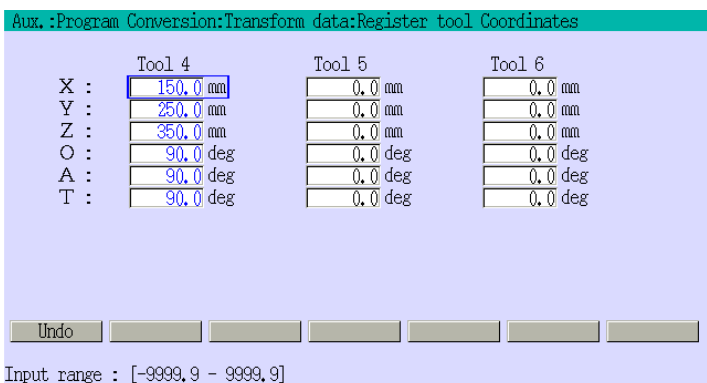 Aux.:Program Conversion:Transform data:Register tool Coordinates
Tool 4 Tool 5 Tool 6
X : 150.0 mm 0.0 mm 0.0 mm
Y : 250.0 mm 0.0 mm 0.0 mm
Z : 350.0 mm 0.0 mm 0.0 mm
O : 90.0 deg 0.0 deg 0.0 deg
A : 90.0 deg 0.0 deg 0.0 deg
T : 90.0 deg 0.0 deg 0.0 deg
Undo
Input range : [-9999.9 - 9999.9]